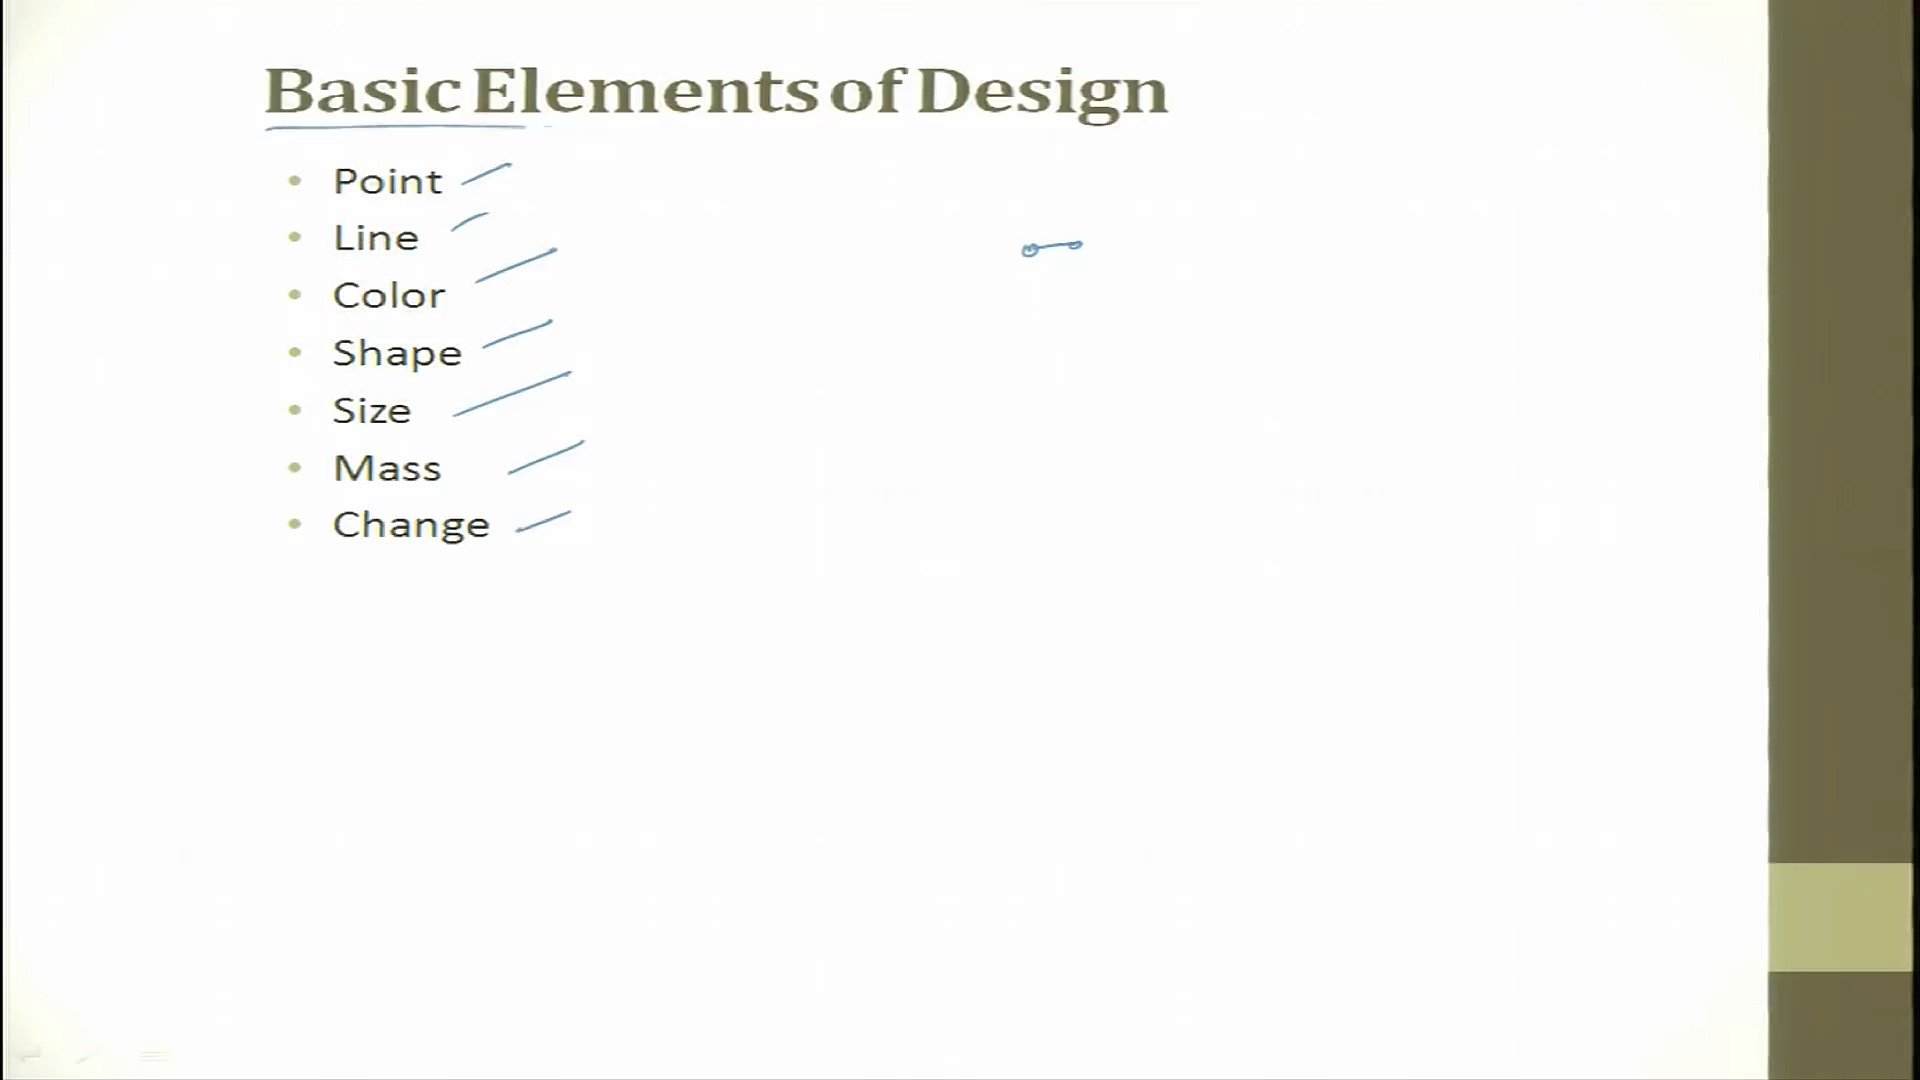 Basic Elements of Design
• Point
• Line
• Color
• Shape
• Size
• Mass
• Change